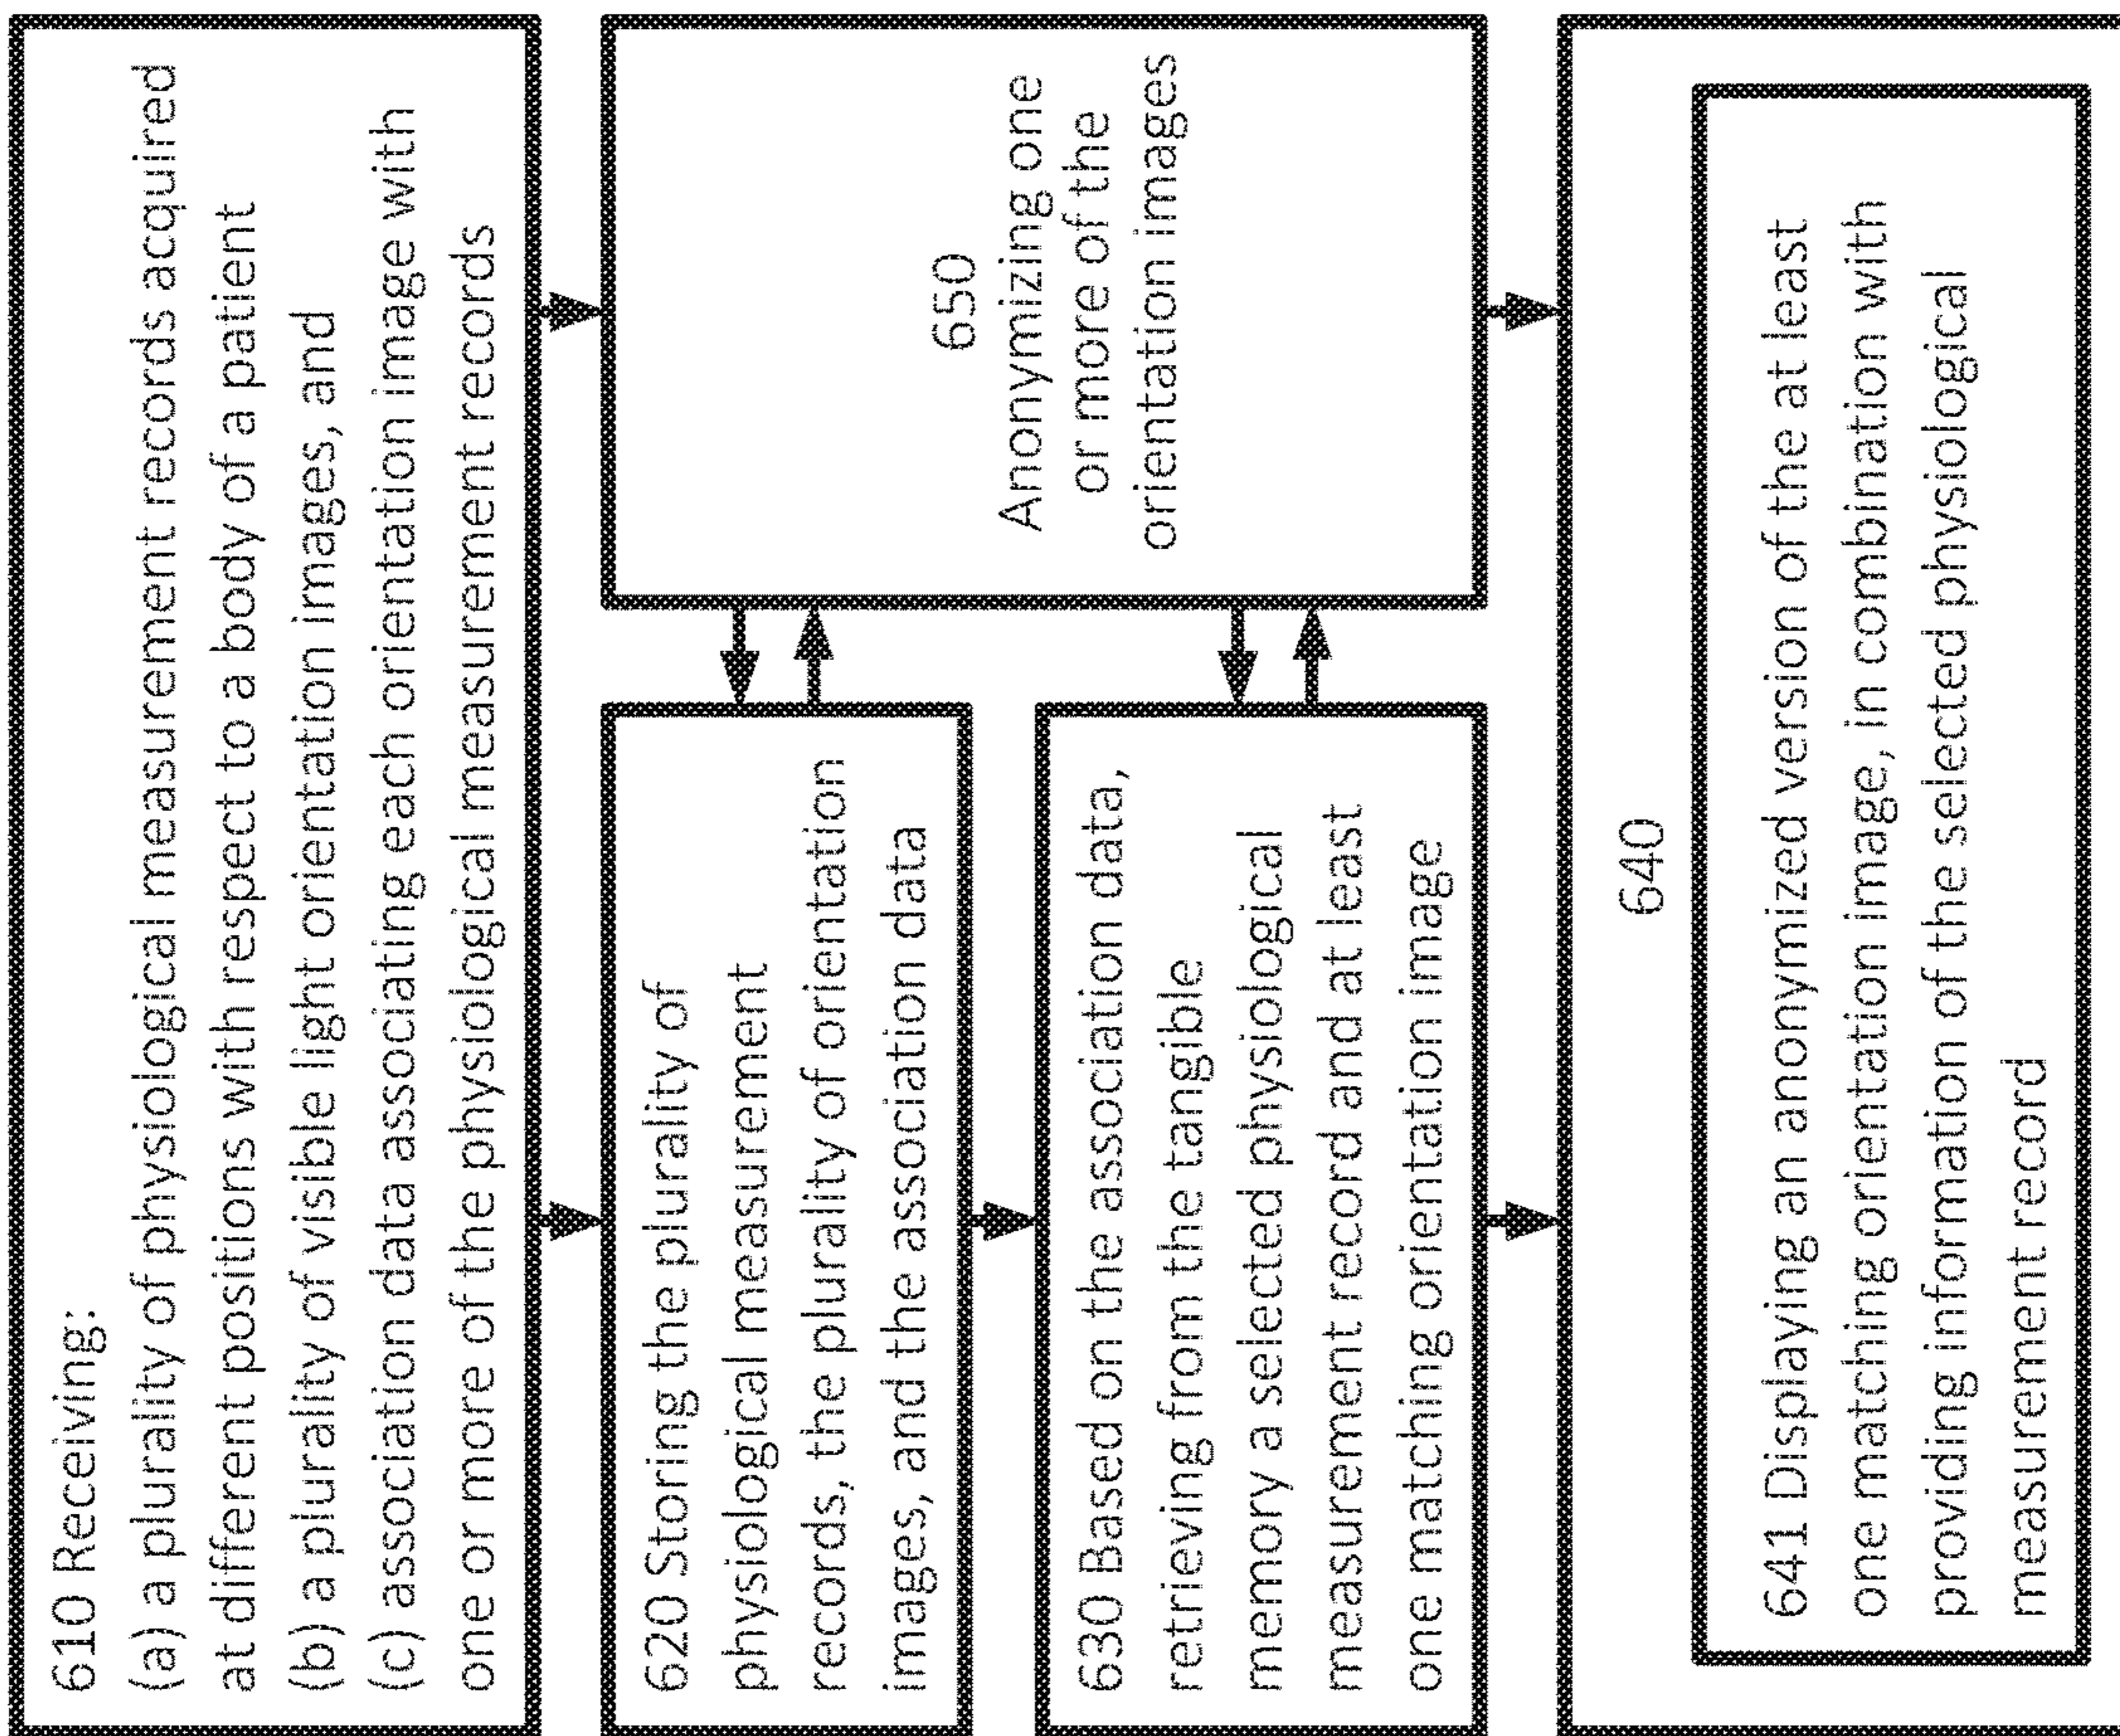 610 Receiving:
(a) a plurality of physiological measurement records acquired
at different positions with respect to a body of a patient
(b) a plurality of visible light orientation images, and
(c) association data associating each orientation image with
one or more of the physiological measurement records
620 Storing the plurality of
physiological measurement
records, the plurality of orientation
images, and the association data
630 Based on the association data,
retrieving from the tangible
memory a selected physiological
measurement record and at least
one matching orientation image
650
Anonymizing one
or more of the
orientation images
640
641 Displaying an anonymized version of the at least
one matching orientation image, in combination with
providing information of the selected physiological
measurement record